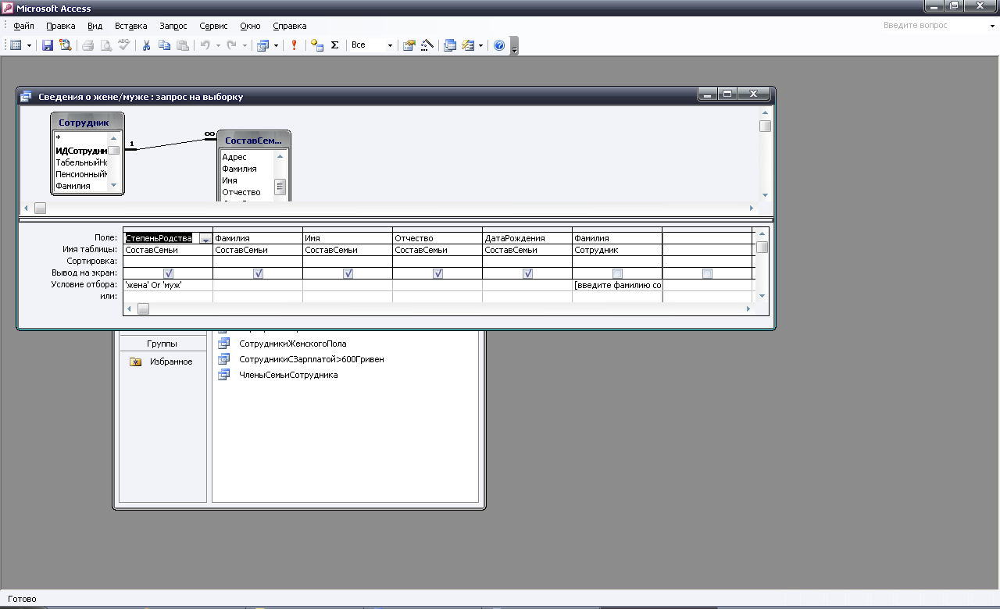 Microsoft Access
Файл Правка Вид Вставка Запрос Сервис Окно Справка Введите вопрос
Все
Сведения о жене/муже : запрос на выборку
Сотрудник
*
ИДСотрудни
ТабельныйНо
ПенсионныйН
Фамилия
1
∞
СоставСем...
Адрес
Фамилия
Имя
Отчество
Поле: СтепеньРодства Фамилия Имя Отчество ДатаРождения Фамилия
Имя таблицы: СоставСемьи СоставСемьи СоставСемьи СоставСемьи СоставСемьи Сотрудник
Сортировка:
Вывод на экран:
Условие отбора: 'жена' Or 'муж' [введите фамилию со
или:
Группы
Избранное
СотрудникиЖенскогоПола
СотрудникиСЗарплатой>600Гривен
ЧленыСемьиСотрудника
Готово